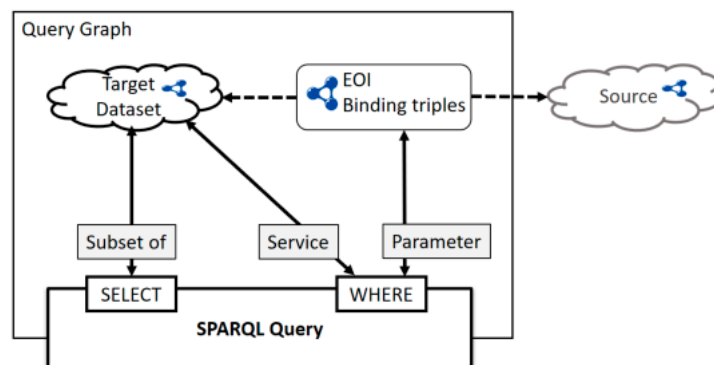 Query Graph
Target
Dataset
EOI
Binding triples
Source
Subset of
Service
Parameter
SELECT
WHERE
SPARQL Query